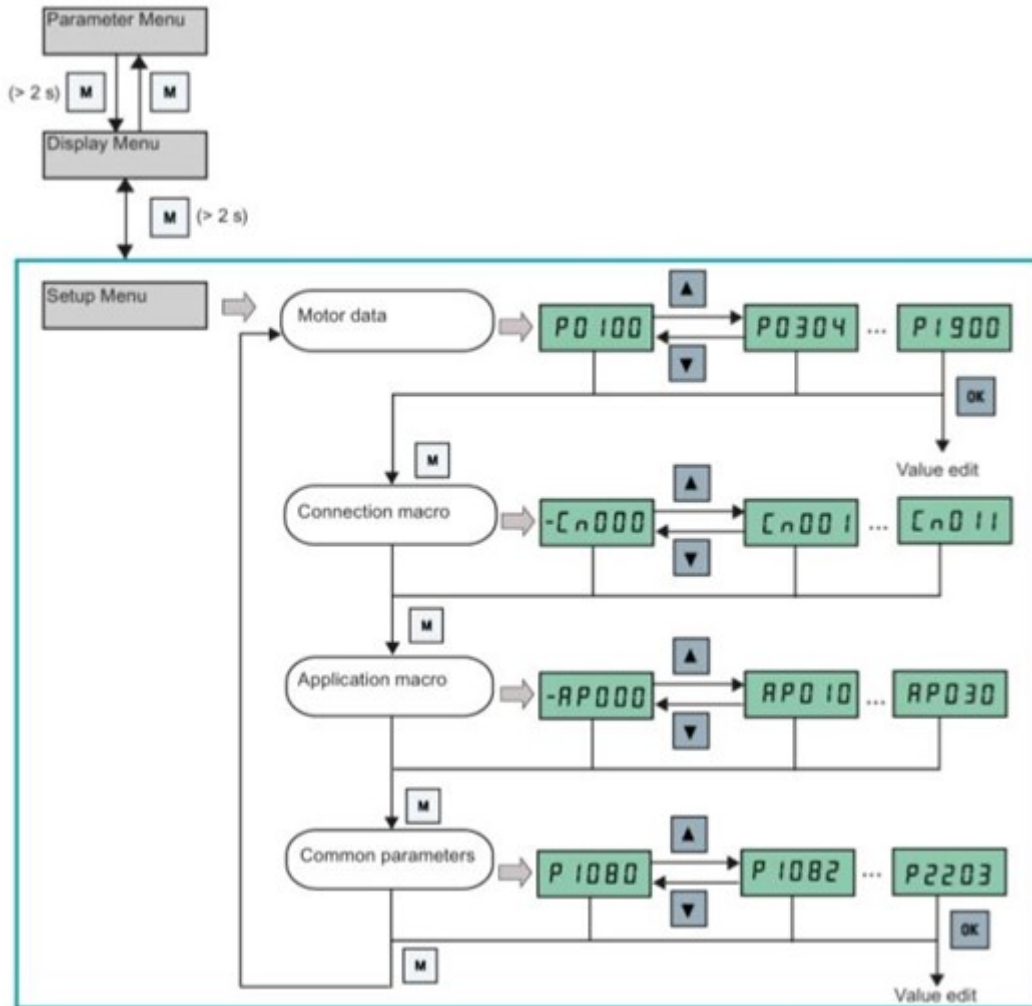 Parameter Menu
(> 2 s) M M
Display Menu
M (> 2 s)
Setup Menu
Motor data
P0100
P0304
...
P1900
OK
Value edit
M
Connection macro
-Cn000
Cn001
...
Cn011
M
Application macro
-AP000
AP010
...
AP030
M
Common parameters
P1080
P1082
...
P2203
OK
M
Value edit